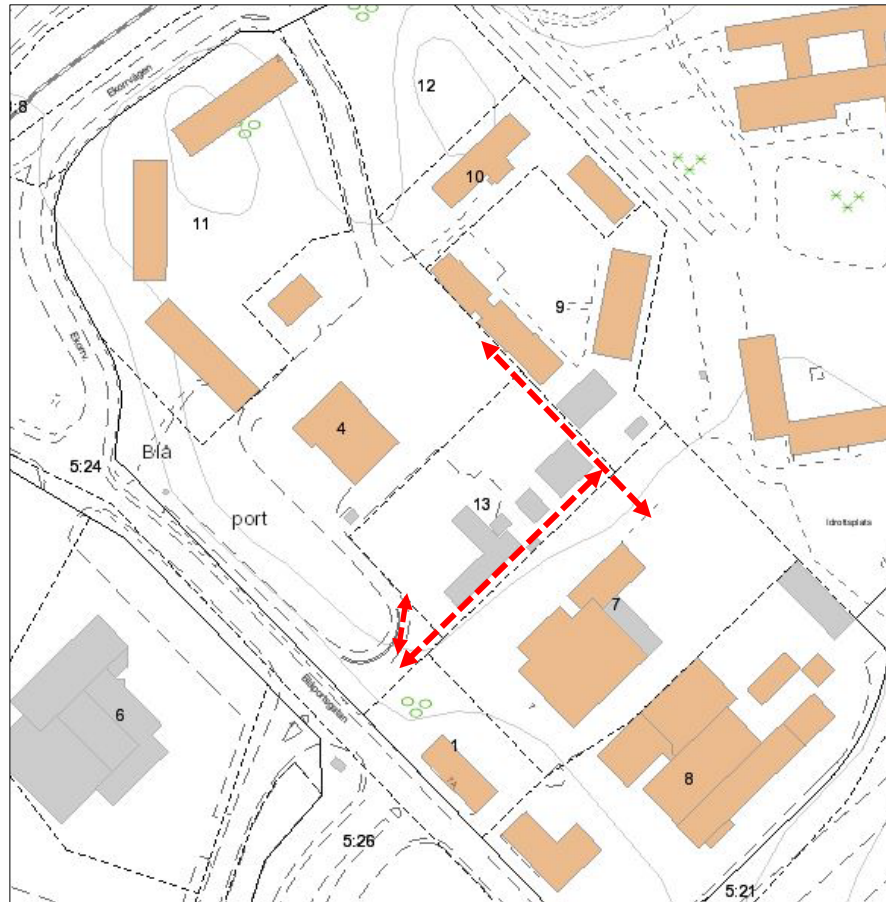 Ekorrvägen
12
:8
10
11
9
Ekorrv.
4
Blå
5:24
port
13
Idrottsplats
7
Blåportsgatan
6
1
7A
8
5:26
5:21